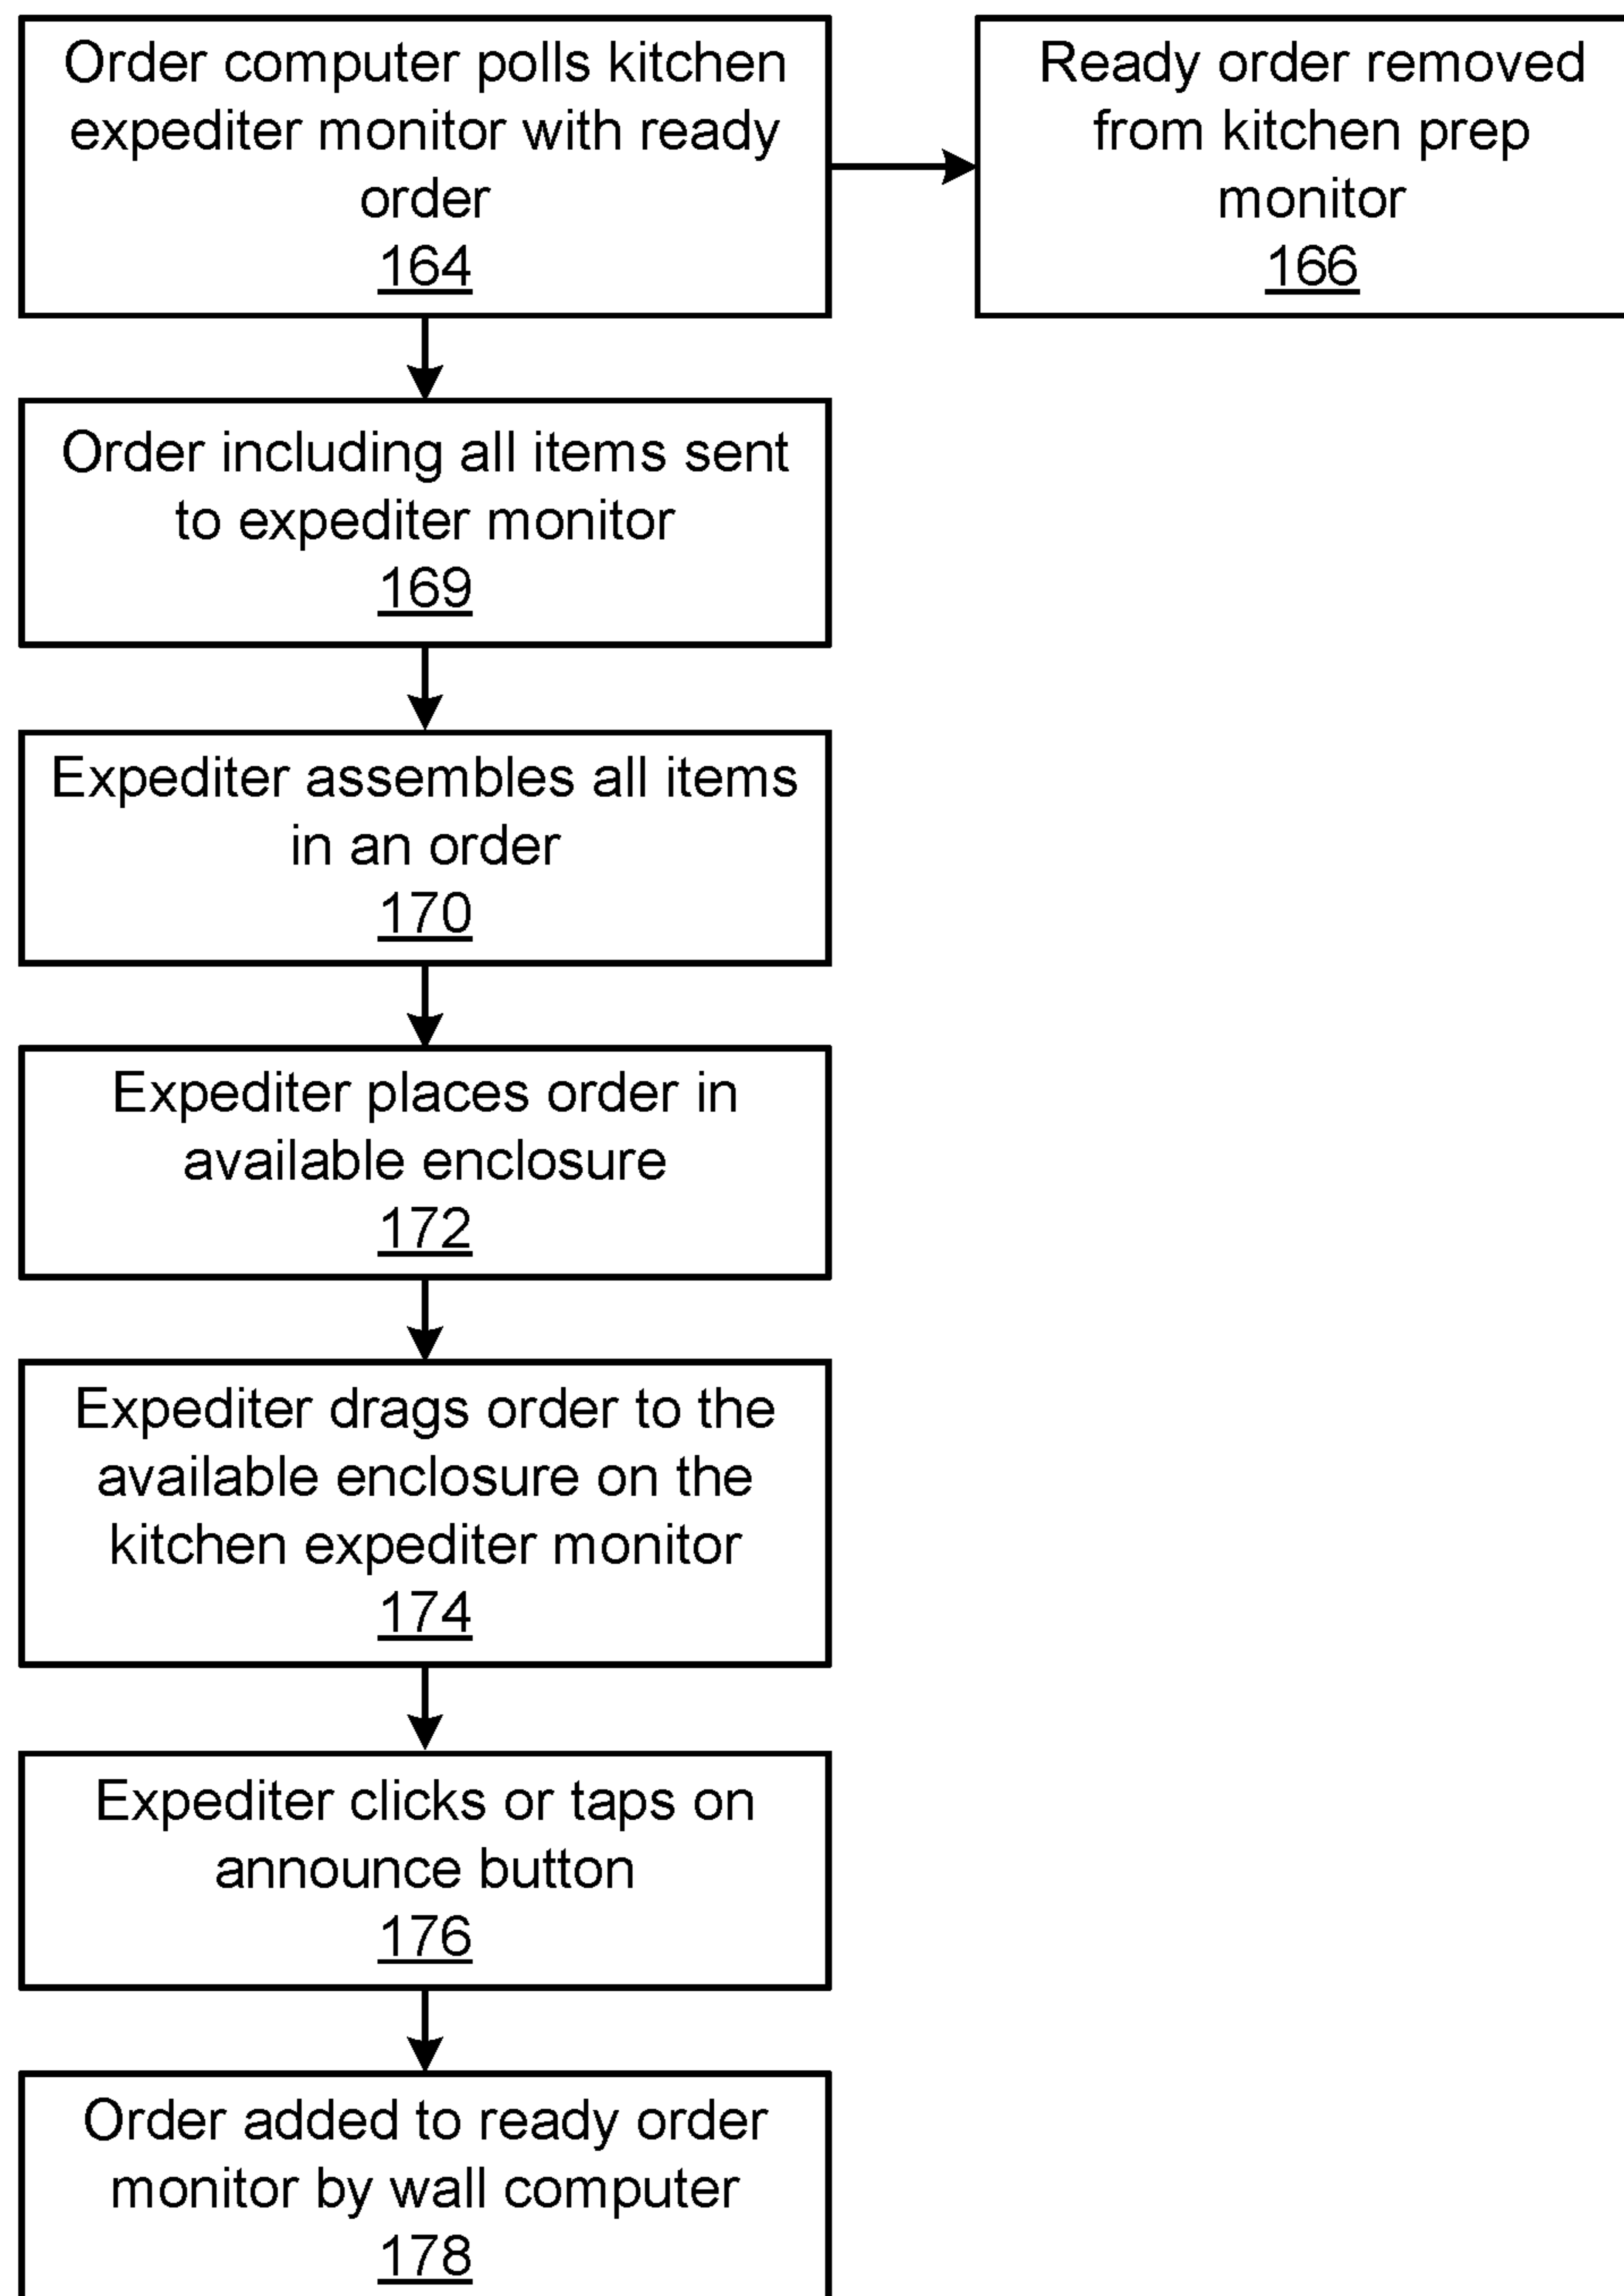 Order computer polls kitchen
expediter monitor with ready
order
164
Ready order removed
from kitchen prep
monitor
166
Order including all items sent
to expediter monitor
169
Expediter assembles all items
in an order
170
Expediter places order in
available enclosure
172
Expediter drags order to the
available enclosure on the
kitchen expediter monitor
174
Expediter clicks or taps on
announce button
176
Order added to ready order
monitor by wall computer
178